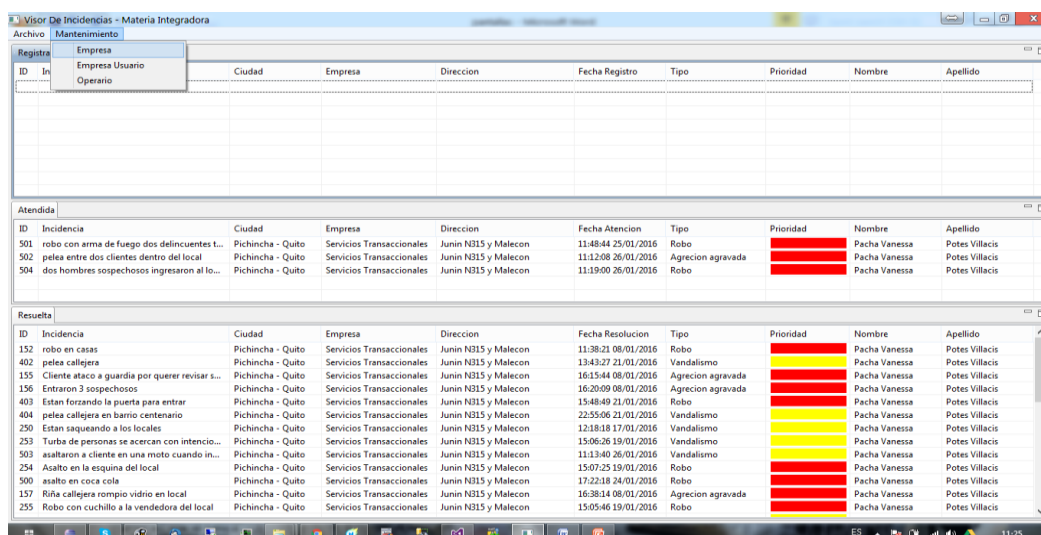 Visor De Incidencias - Materia Integradora
Archivo Mantenimiento
Empresa
Empresa Usuario
Operario
Registra
ID In Ciudad Empresa Direccion Fecha Registro Tipo Prioridad Nombre Apellido
Atendida
ID Incidencia Ciudad Empresa Direccion Fecha Atencion Tipo Prioridad Nombre Apellido
501 robo con arma de fuego dos delincuentes t... Pichincha - Quito Servicios Transaccionales Junin N315 y Malecon 11:48:44 25/01/2016 Robo Pacha Vanessa Potes Villacis
502 pelea entre dos clientes dentro del local Pichincha - Quito Servicios Transaccionales Junin N315 y Malecon 11:12:08 26/01/2016 Agrecion agravada Pacha Vanessa Potes Villacis
504 dos hombres sospechosos ingresaron al lo... Pichincha - Quito Servicios Transaccionales Junin N315 y Malecon 11:19:00 26/01/2016 Robo Pacha Vanessa Potes Villacis
Resuelta
ID Incidencia Ciudad Empresa Direccion Fecha Resolucion Tipo Prioridad Nombre Apellido
152 robo en casas Pichincha - Quito Servicios Transaccionales Junin N315 y Malecon 11:38:21 08/01/2016 Robo Pacha Vanessa Potes Villacis
402 pelea callejera Pichincha - Quito Servicios Transaccionales Junin N315 y Malecon 13:43:27 21/01/2016 Vandalismo Pacha Vanessa Potes Villacis
155 Cliente ataco a guardia por querer revisar s... Pichincha - Quito Servicios Transaccionales Junin N315 y Malecon 16:15:44 08/01/2016 Agrecion agravada Pacha Vanessa Potes Villacis
156 Entraron 3 sospechosos Pichincha - Quito Servicios Transaccionales Junin N315 y Malecon 16:20:09 08/01/2016 Agrecion agravada Pacha Vanessa Potes Villacis
403 Estan forzando la puerta para entrar Pichincha - Quito Servicios Transaccionales Junin N315 y Malecon 15:48:49 21/01/2016 Robo Pacha Vanessa Potes Villacis
404 pelea callejera en barrio centenario Pichincha - Quito Servicios Transaccionales Junin N315 y Malecon 22:55:06 21/01/2016 Vandalismo Pacha Vanessa Potes Villacis
250 Estan saqueando a los locales Pichincha - Quito Servicios Transaccionales Junin N315 y Malecon 12:18:18 17/01/2016 Vandalismo Pacha Vanessa Potes Villacis
253 Turba de personas se acercan con intencio... Pichincha - Quito Servicios Transaccionales Junin N315 y Malecon 15:06:26 19/01/2016 Vandalismo Pacha Vanessa Potes Villacis
503 asaltaron a cliente en una moto cuando in... Pichincha - Quito Servicios Transaccionales Junin N315 y Malecon 11:13:40 26/01/2016 Vandalismo Pacha Vanessa Potes Villacis
254 Asalto en la esquina del local Pichincha - Quito Servicios Transaccionales Junin N315 y Malecon 15:07:25 19/01/2016 Robo Pacha Vanessa Potes Villacis
500 asalto en coca cola Pichincha - Quito Servicios Transaccionales Junin N315 y Malecon 17:22:18 24/01/2016 Robo Pacha Vanessa Potes Villacis
157 Riña callejera rompio vidrio en local Pichincha - Quito Servicios Transaccionales Junin N315 y Malecon 16:38:14 08/01/2016 Agrecion agravada Pacha Vanessa Potes Villacis
255 Robo con cuchillo a la vendedora del local Pichincha - Quito Servicios Transaccionales Junin N315 y Malecon 15:05:46 19/01/2016 Robo Pacha Vanessa Potes Villacis
ES 11:25